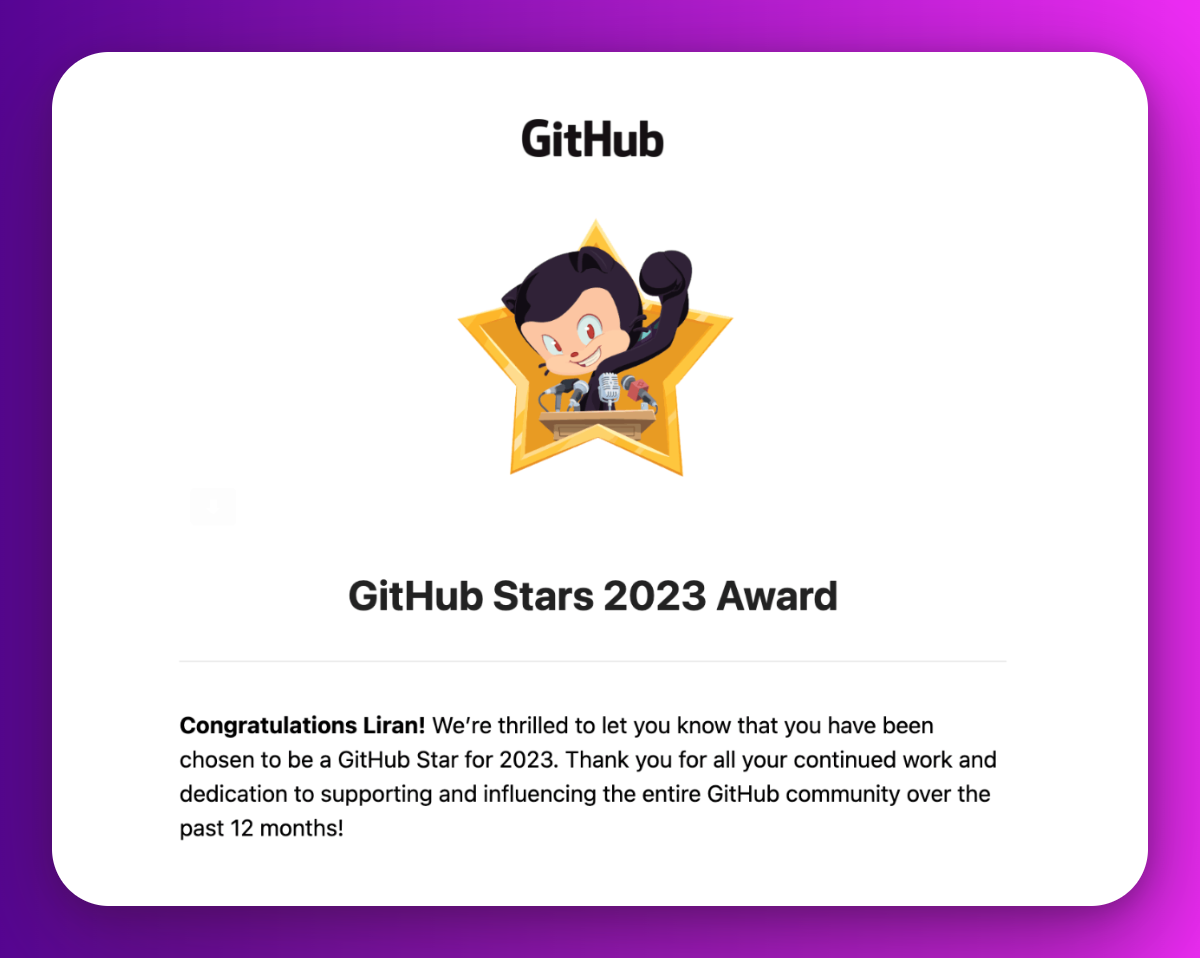 GitHub
GitHub Stars 2023 Award
Congratulations Liran! We’re thrilled to let you know that you have been
chosen to be a GitHub Star for 2023. Thank you for all your continued work and
dedication to supporting and influencing the entire GitHub community over the
past 12 months!